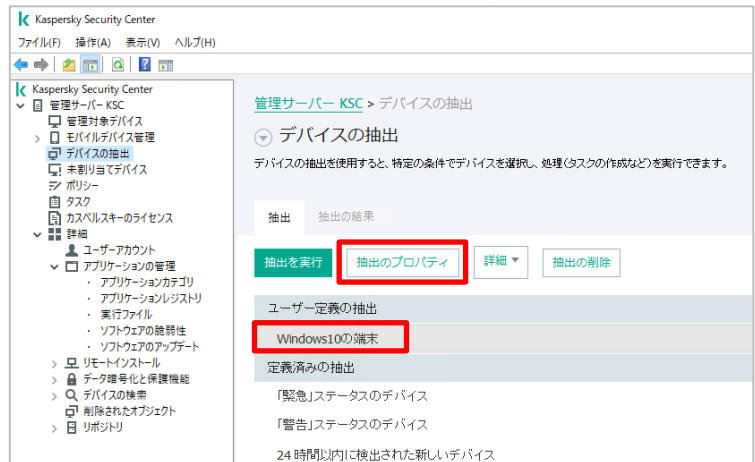 Kaspersky Security Center
ファイル(F) 操作(A) 表示(V) ヘルプ(H)
Kaspersky Security Center
管理サーバー KSC
管理対象デバイス
モバイルデバイス管理
デバイスの抽出
未割り当てデバイス
ポリシー
タスク
カスペルスキーのライセンス
詳細
ユーザーアカウント
アプリケーションの管理
・ アプリケーションカテゴリ
・ アプリケーションレジストリ
・ 実行ファイル
・ ソフトウェアの脆弱性
・ ソフトウェアのアップデート
リモートインストール
データ暗号化と保護機能
デバイスの検索
削除されたオブジェクト
リポジトリ
管理サーバー KSC > デバイスの抽出
デバイスの抽出
デバイスの抽出を使用すると、特定の条件でデバイスを選択し、処理(タスクの作成など)を実行できます。
抽出 抽出の結果
抽出を実行 抽出のプロパティ 詳細 抽出の削除
ユーザー定義の抽出
Windows10の端末
定義済みの抽出
「緊急」ステータスのデバイス
「警告」ステータスのデバイス
24 時間以内に検出された新しいデバイス